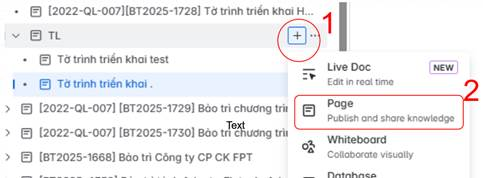 [2022-QL-007][BT2025-1728] Tờ trình triển khai H...
1
TL
+ ...
Tờ trình triển khai test
Tờ trình triển khai .
[2022-QL-007] [BT2025-1729] Bảo trì chương trìn
[2022-QL-007] [BT2025-1730] Bảo trì chương trìn
[BT2025-1668] Bảo trì Công ty CP CK FPT
Text
Live Doc NEW
Edit in real time
2
Page
Publish and share knowledge
Whiteboard
Collaborate visually
Database